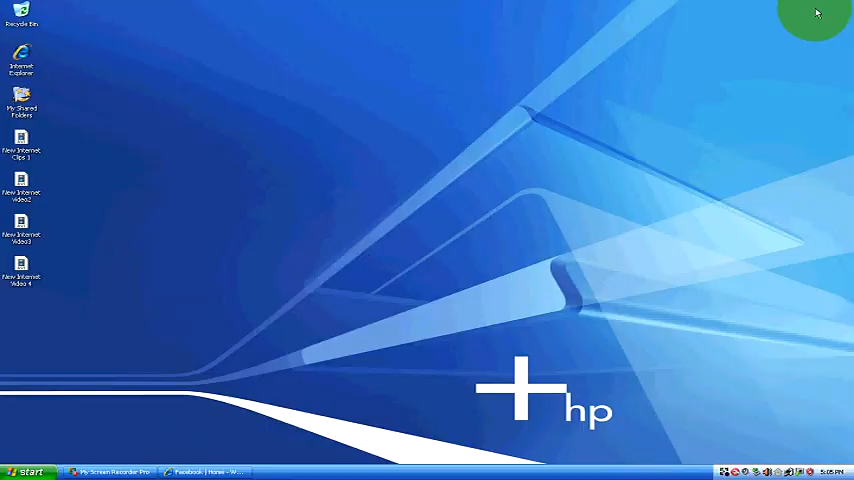 Recycle Bin
Internet
Explorer
My Shared
Folders
New Internet
Clips 1
New Internet
video2
New Internet
Video3
New Internet
Video 4
hp
start
My Screen Recorder Pro
Facebook | Home - W...
5:05 PM